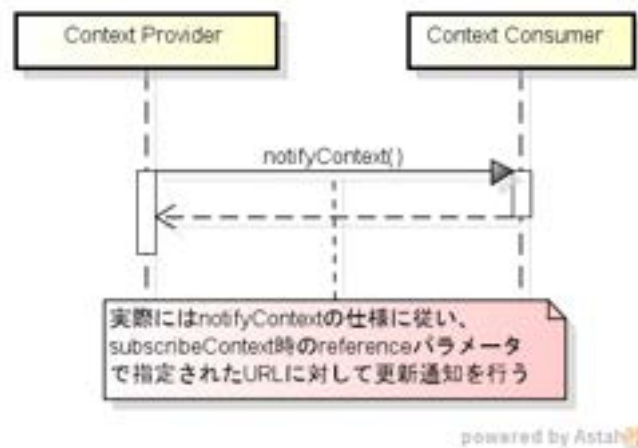 Context Provider
Context Consumer
notifyContext()
実際にはnotifyContextの仕様に従い、
subscribeContext時のreferenceパラメータ
で指定されたURLに対して更新通知を行う
powered by Astah